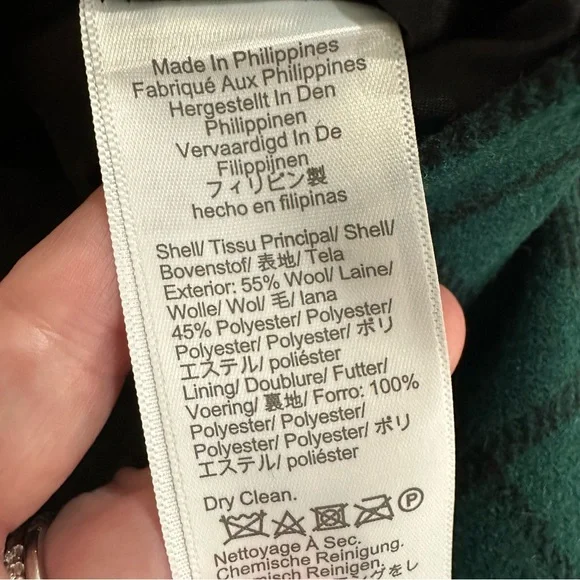 Made In Philippines
Fabriqué Aux Philippines
Hergestellt In Den
Philippinen
Vervaardigd In De
Filippijnen
フィリピン製
hecho en filipinas
Shell/ Tissu Principal/ Shell/
Bovenstof/ 表地/ Tela
Exterior: 55% Wool/ Laine/
Wolle/ Wol/ 毛/ lana
45% Polyester/ Polyester/
Polyester/ Polyester/ ポリ
エステル/ poliéster
Lining/ Doublure/ Futter/
Voering/ 裏地/ Forro: 100%
Polyester/ Polyester/
Polyester/ Polyester/ ポリ
エステル/ poliéster
Dry Clean.
P
Nettoyage À Sec.
Chemische Reinigung.
Chemisch Reinigen.